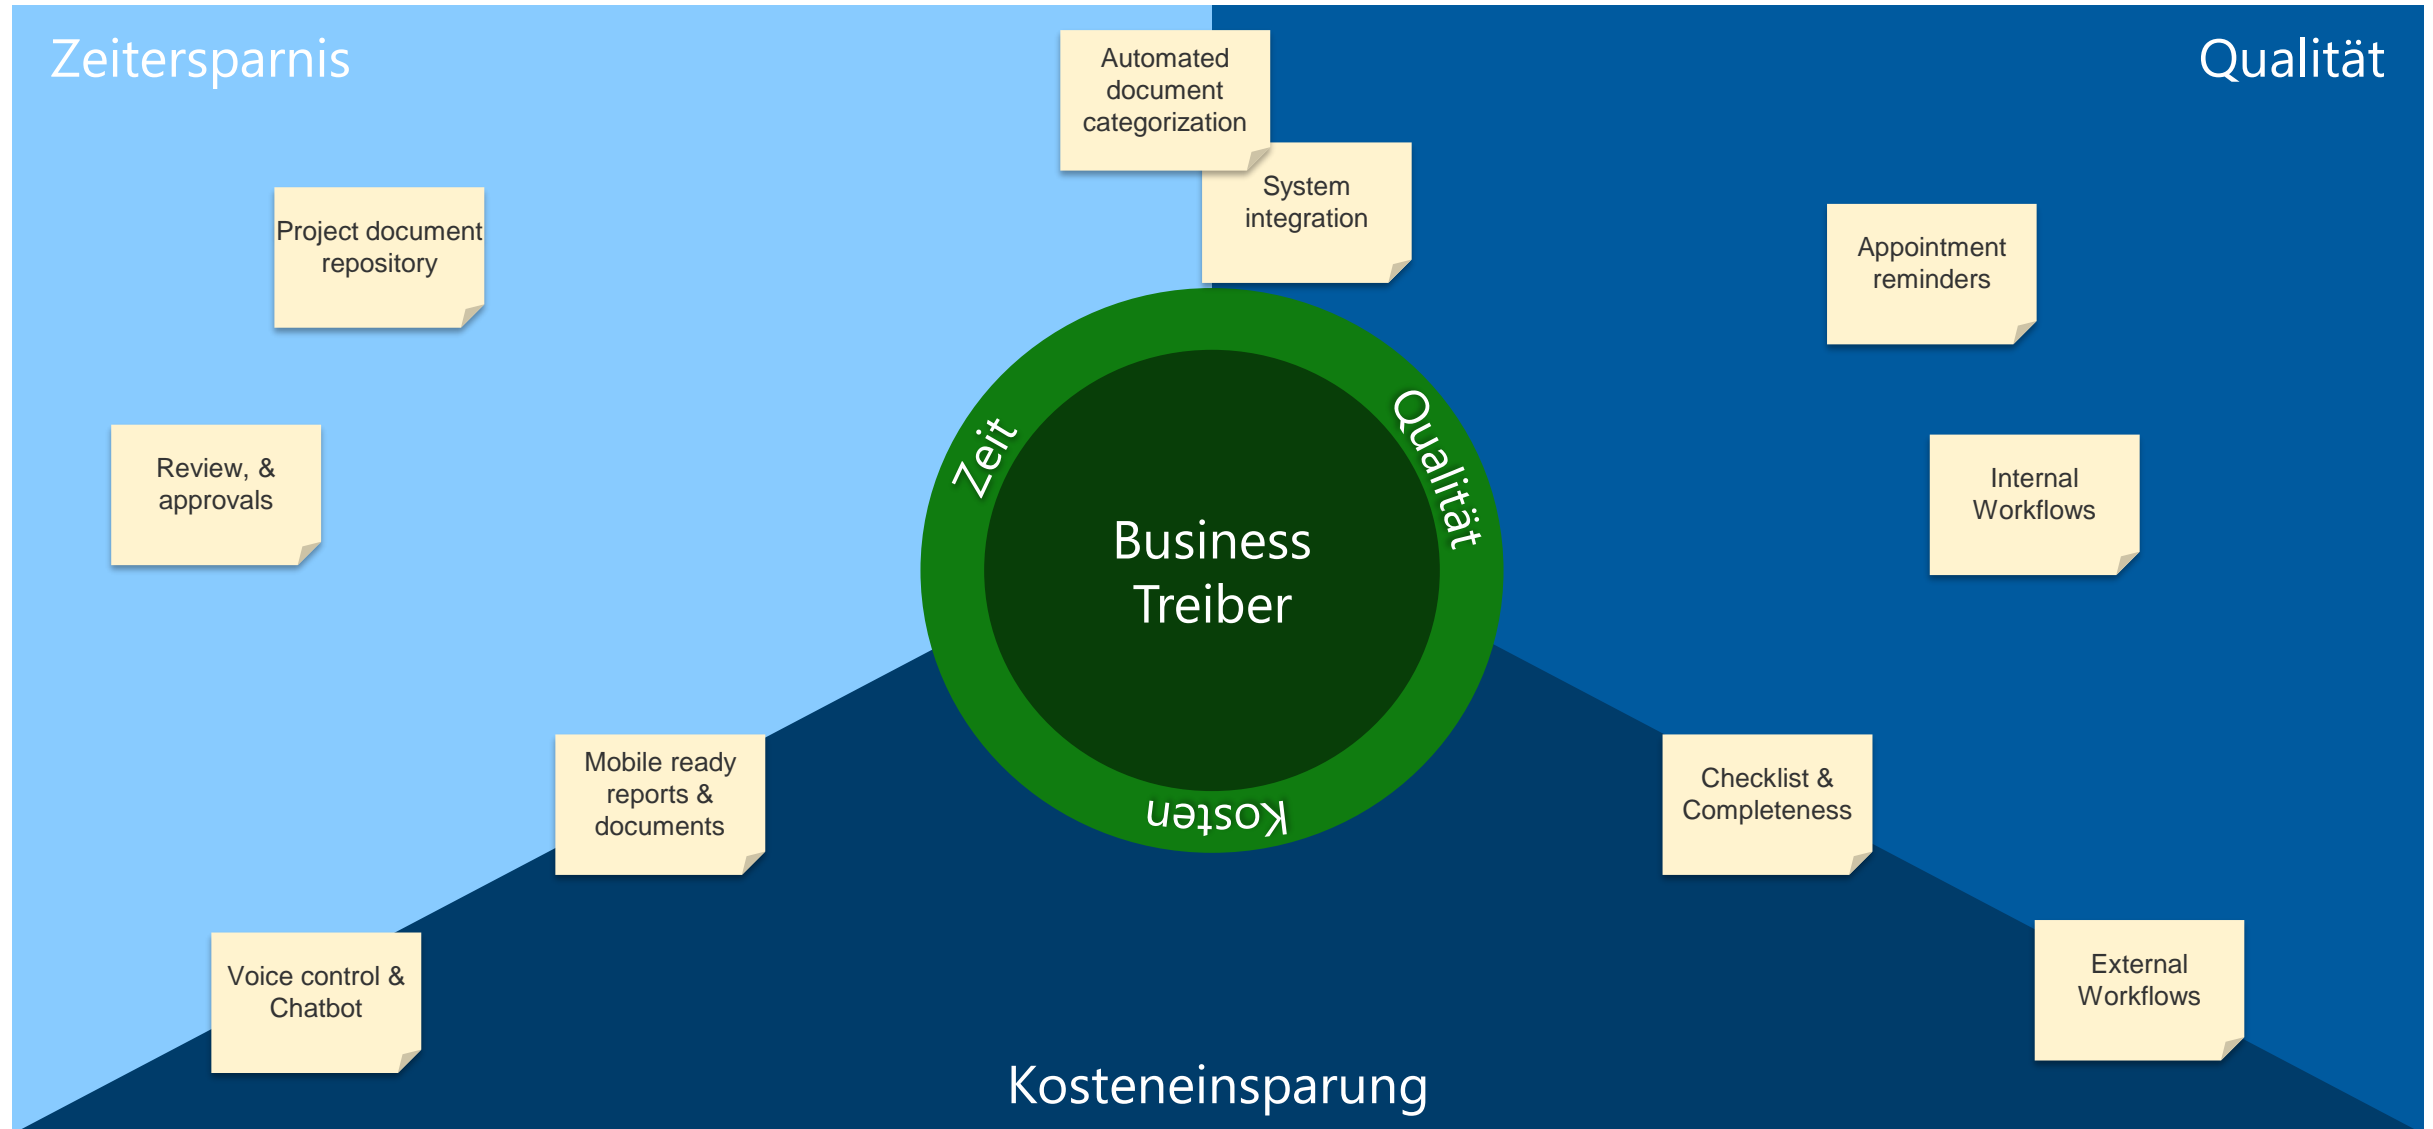 Zeitersparnis
Qualität
Automated
document
categorization
System
integration
Project document
repository
Appointment
reminders
Review, &
approvals
Internal
Workflows
Zeit
Qualität
Business
Treiber
Kosten
Mobile ready
reports &
documents
Checklist &
Completeness
Voice control &
Chatbot
External
Workflows
Kosteneinsparung